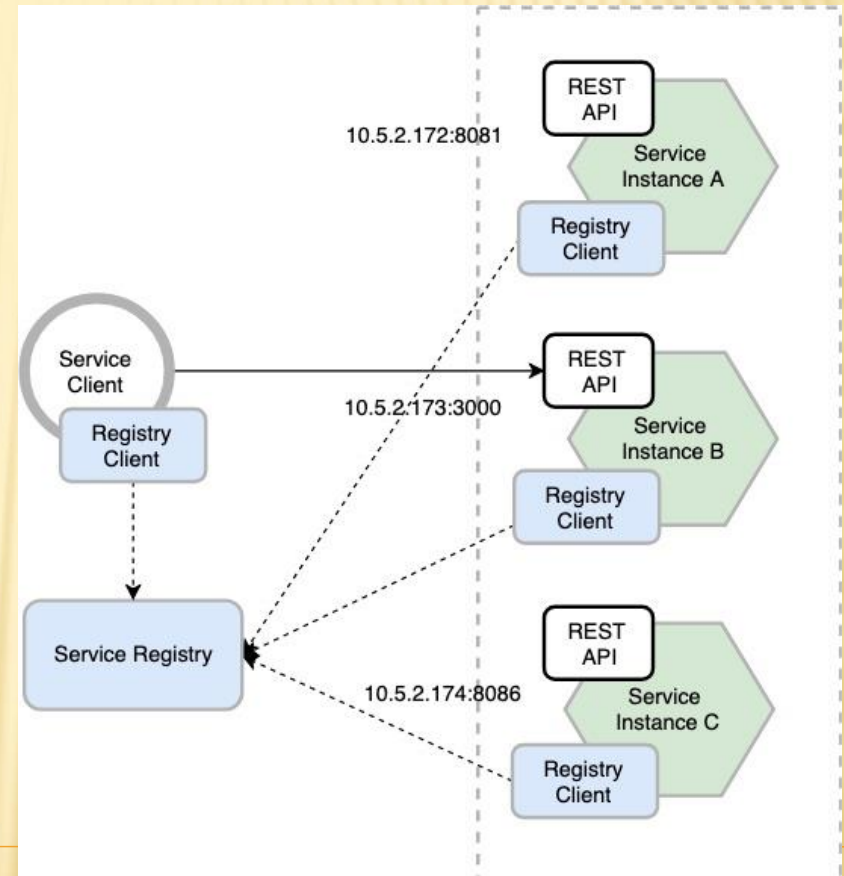 REST
API
10.5.2.172:8081
Service
Instance A
Registry
Client
Service
Client
REST
API
10.5.2.173:3000
Registry
Client
Service
Instance B
Registry
Client
Service Registry
REST
API
10.5.2.174:8086
Service
Instance C
Registry
Client